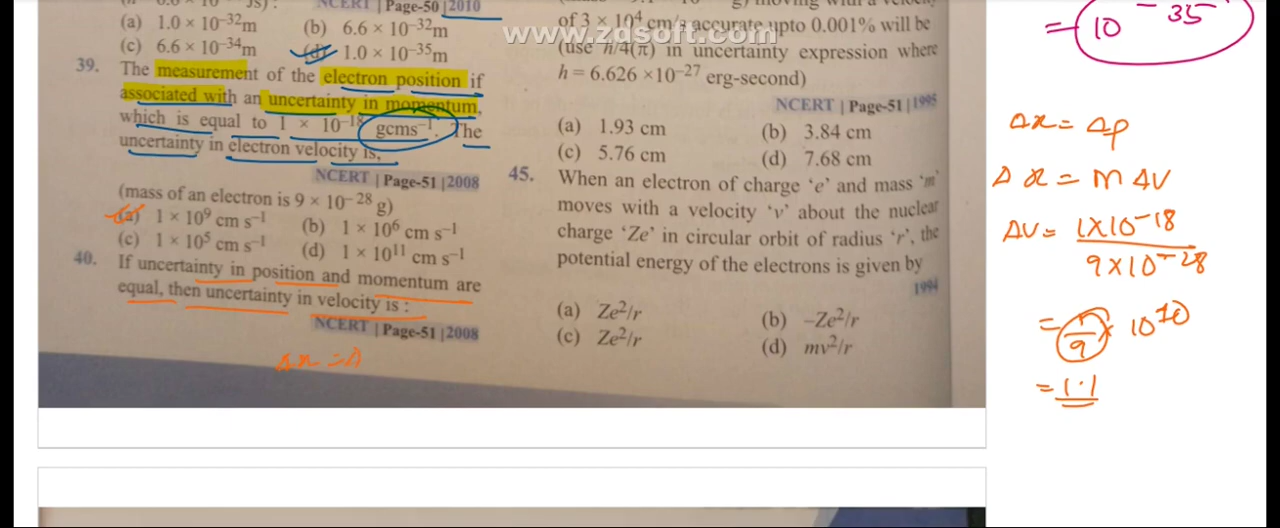 NCERT | Page-50 | 2010
(a) 1.0 × 10⁻³² m (b) 6.6 × 10⁻³² m
(c) 6.6 × 10⁻³⁴ m (d) 1.0 × 10⁻³⁵ m
39. The measurement of the electron position if
associated with an uncertainty in momentum,
which is equal to 1 × 10⁻¹⁸ gcms⁻¹. The
uncertainty in electron velocity is,
NCERT | Page-51 | 2008
(mass of an electron is 9 × 10⁻²⁸ g)
(a) 1 × 10⁹ cm s⁻¹ (b) 1 × 10⁶ cm s⁻¹
(c) 1 × 10⁵ cm s⁻¹ (d) 1 × 10¹¹ cm s⁻¹
40. If uncertainty in position and momentum are
equal, then uncertainty in velocity is :
NCERT | Page-51 | 2008
Δx =Δ
www.zdsoft.com
of 3 × 10⁴ cm/s accurate upto 0.001% will be
(use h/4(π) in uncertainty expression where
h = 6.626 ×10⁻²⁷ erg-second)
NCERT | Page-51 | 1995
(a) 1.93 cm (b) 3.84 cm
(c) 5.76 cm (d) 7.68 cm
45. When an electron of charge ‘e’ and mass ‘m’
moves with a velocity ‘v’ about the nuclear
charge ‘Ze’ in circular orbit of radius ‘r’, the
potential energy of the electrons is given by
1994
(a) Ze²/r (b) –Ze²/r
(c) Ze²/r (d) mv²/r
= 10⁻³⁵
Δx = Δp
Δx = mΔv
Δv = 1×10⁻¹⁸
9×10⁻²⁸
= 1/9 × 10¹⁰
= 1.1